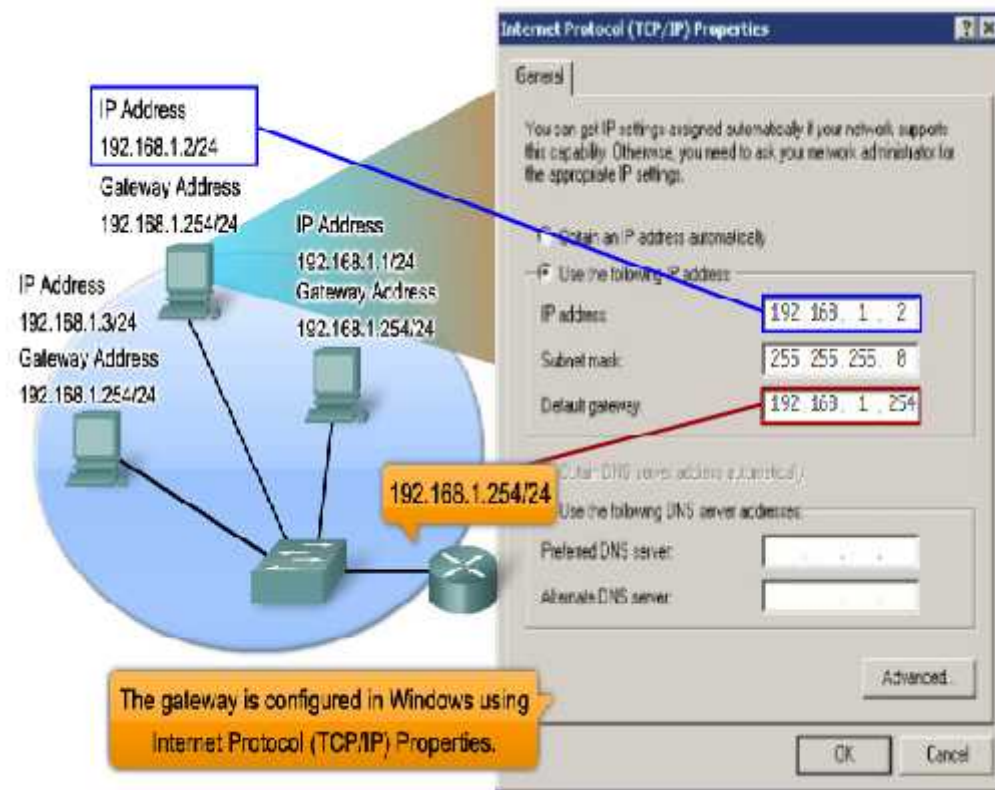 IP Address
192.168.1.2/24
Gateway Address
192.168.1.254/24
IP Address
192.168.1.1/24
Gateway Address
192.168.1.254/24
IP Address
192.168.1.3/24
Gateway Address
192.168.1.254/24
192.168.1.254/24
The gateway is configured in Windows using
Internet Protocol (TCP/IP) Properties.
Internet Protocol (TCP/IP) Properties
General
You can get IP settings assigned automatically if your network supports
this capability. Otherwise, you need to ask your network administrator for
the appropriate IP settings.
Obtain an IP address automatically
Use the following IP address:
IP address:
192 . 168 . 1 . 2
Subnet mask:
255 . 255 . 255 . 0
Default gateway:
192 . 168 . 1 . 254
Obtain DNS server address automatically
Use the following DNS server addresses:
Preferred DNS server:
Alternate DNS server:
Advanced...
OK
Cancel